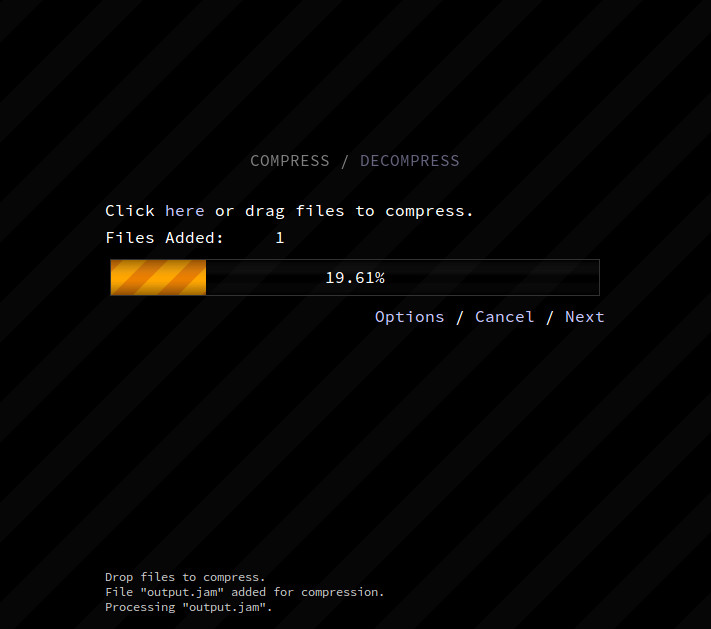 COMPRESS / DECOMPRESS
Click here or drag files to compress.
Files Added: 1
19.61%
Options / Cancel / Next
Drop files to compress.
File "output.jam" added for compression.
Processing "output.jam".